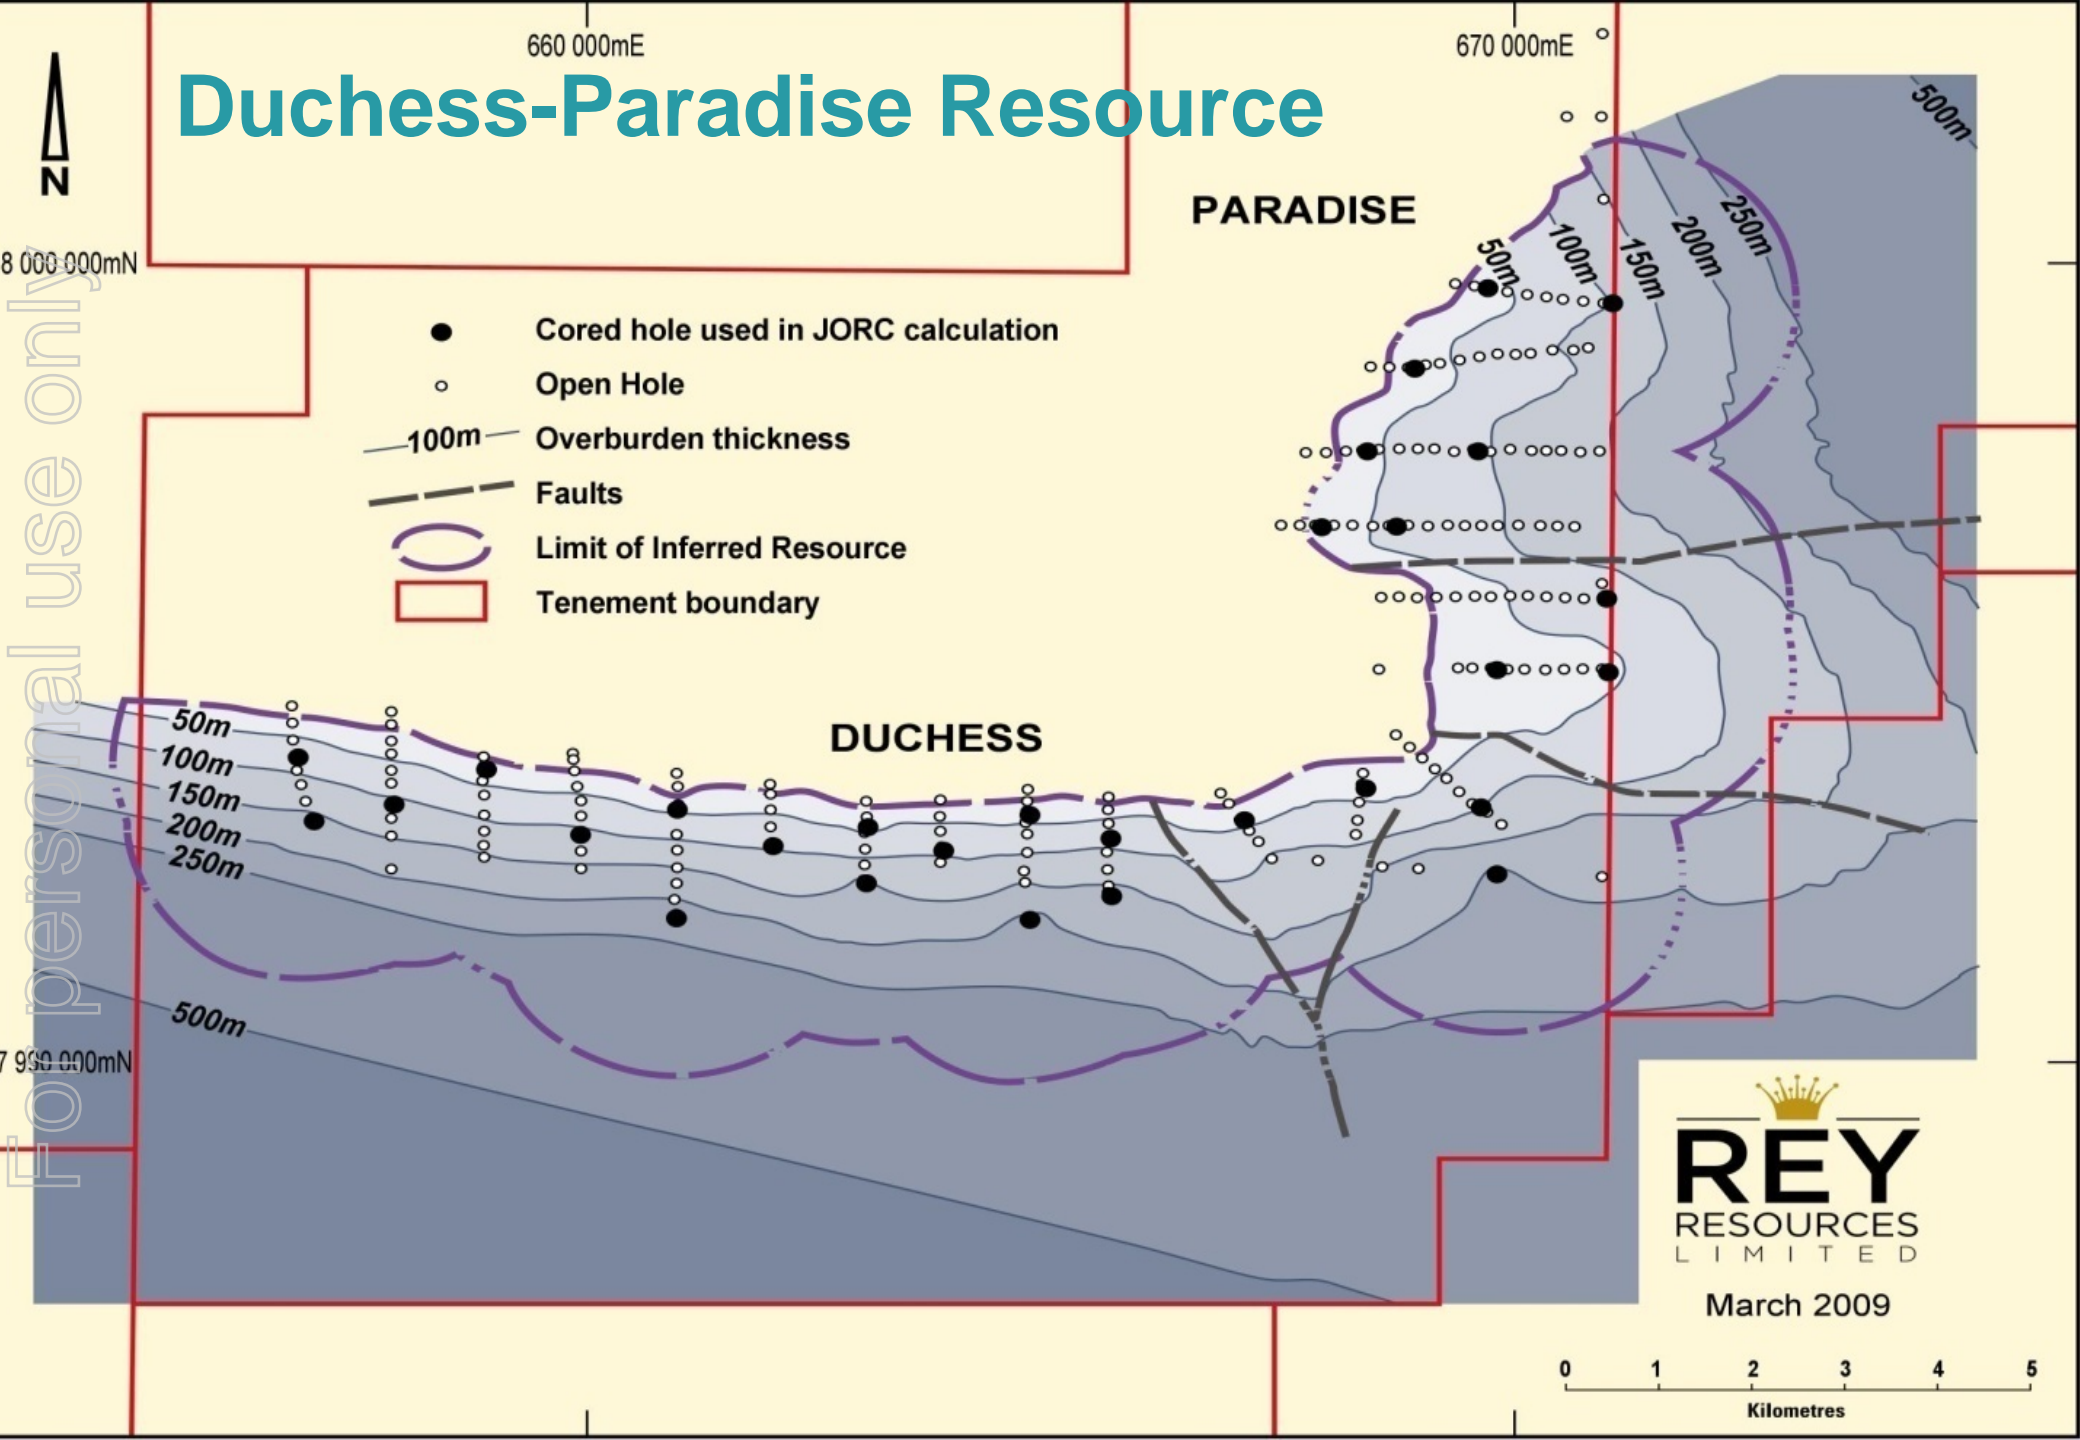 660 000mE
670 000mE
Duchess-Paradise Resource
N
500m
PARADISE
8 000 000mN
50m
100m
150m
200m
250m
Cored hole used in JORC calculation
Open Hole
100m
Overburden thickness
Faults
Limit of Inferred Resource
Tenement boundary
For personal use only
DUCHESS
50m
100m
150m
200m
250m
500m
7 990 000mN
REY
RESOURCES
LIMITED
March 2009
0 1 2 3 4 5
Kilometres